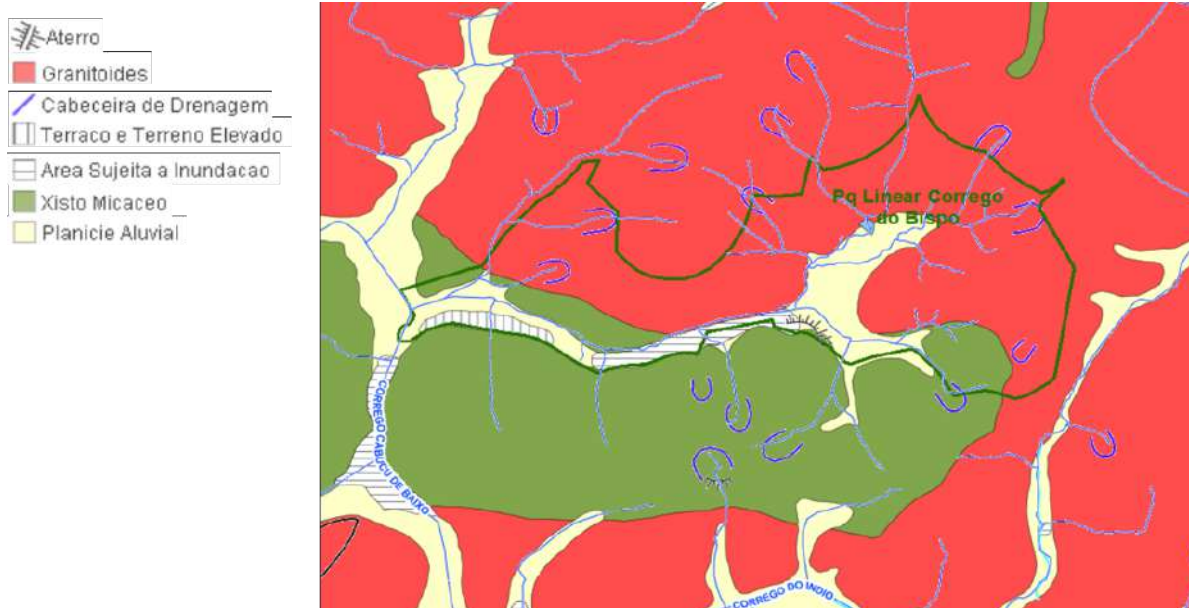 Aterro
Granitoides
Cabeceira de Drenagem
Terraco e Terreno Elevado
Area Sujeita a Inundacao
Xisto Micaceo
Planicie Aluvial
Pq Linear Corrego
do Bispo
CORREGO CABUCU DE BAIXO
CORREGO DO INDIO